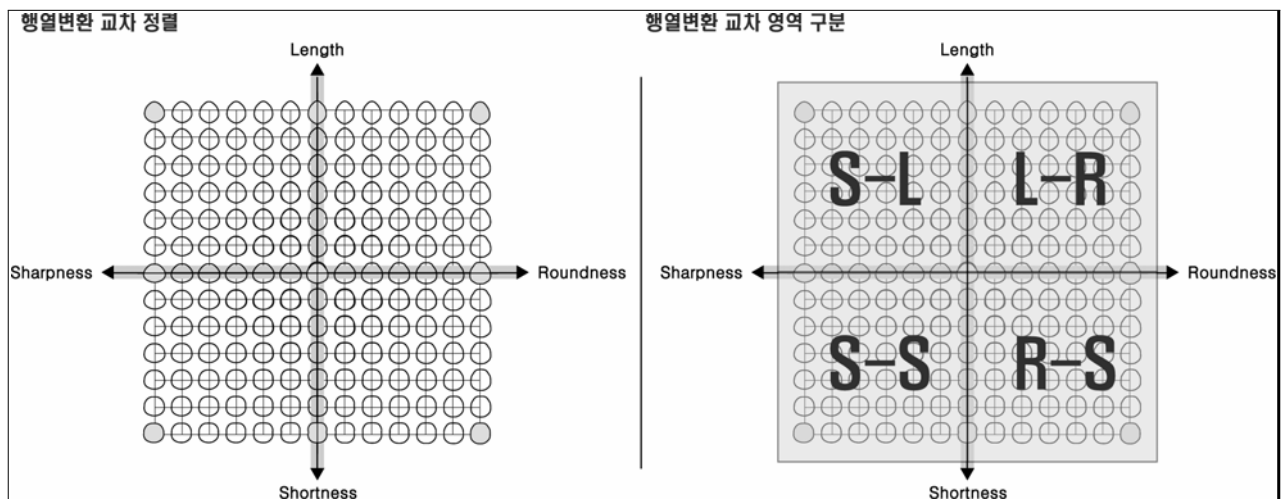 행열변환 교차 정렬
Length
Sharpness
Roundness
Shortness
행열변환 교차 영역 구분
Length
S-L
L-R
Sharpness
Roundness
S-S
R-S
Shortness